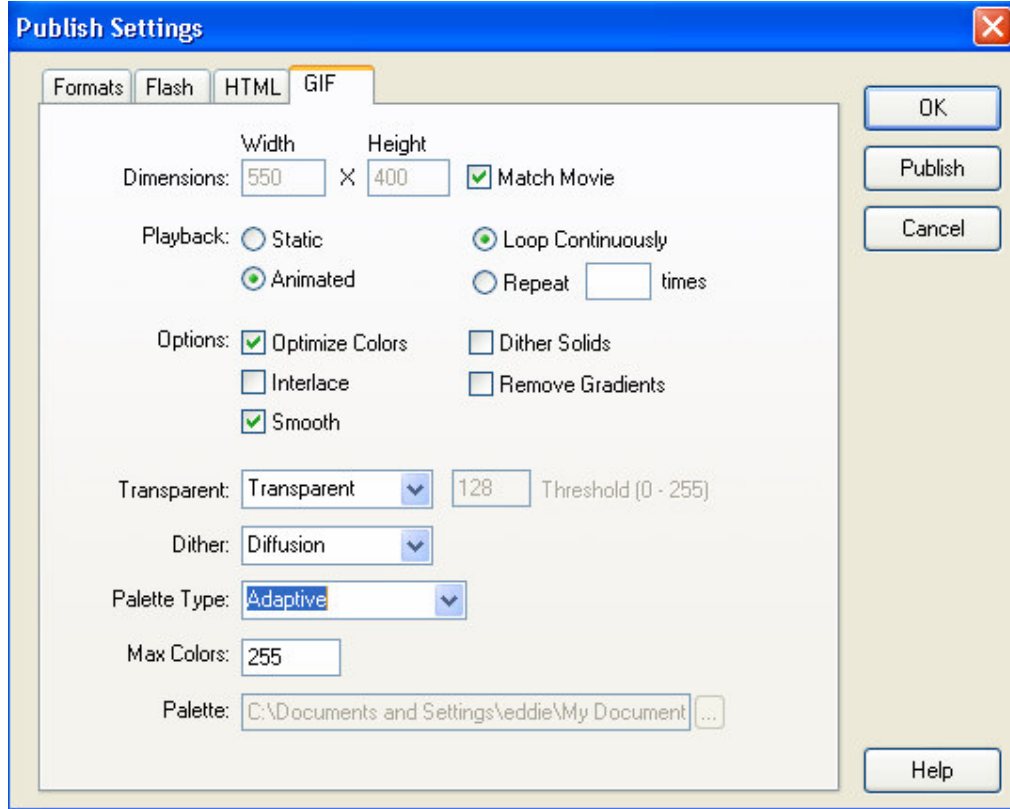 Publish Settings
Formats Flash HTML GIF
OK
Width Height
Dimensions: 550 X 400 Match Movie
Publish
Playback: Static Loop Continuously
Cancel
Animated Repeat times
Options: Optimize Colors Dither Solids
Interlace Remove Gradients
Smooth
Transparent: Transparent 128 Threshold (0 - 255)
Dither: Diffusion
Palette Type: Adaptive
Max Colors: 255
Palette: C:\Documents and Settings\eddie\My Document ...
Help